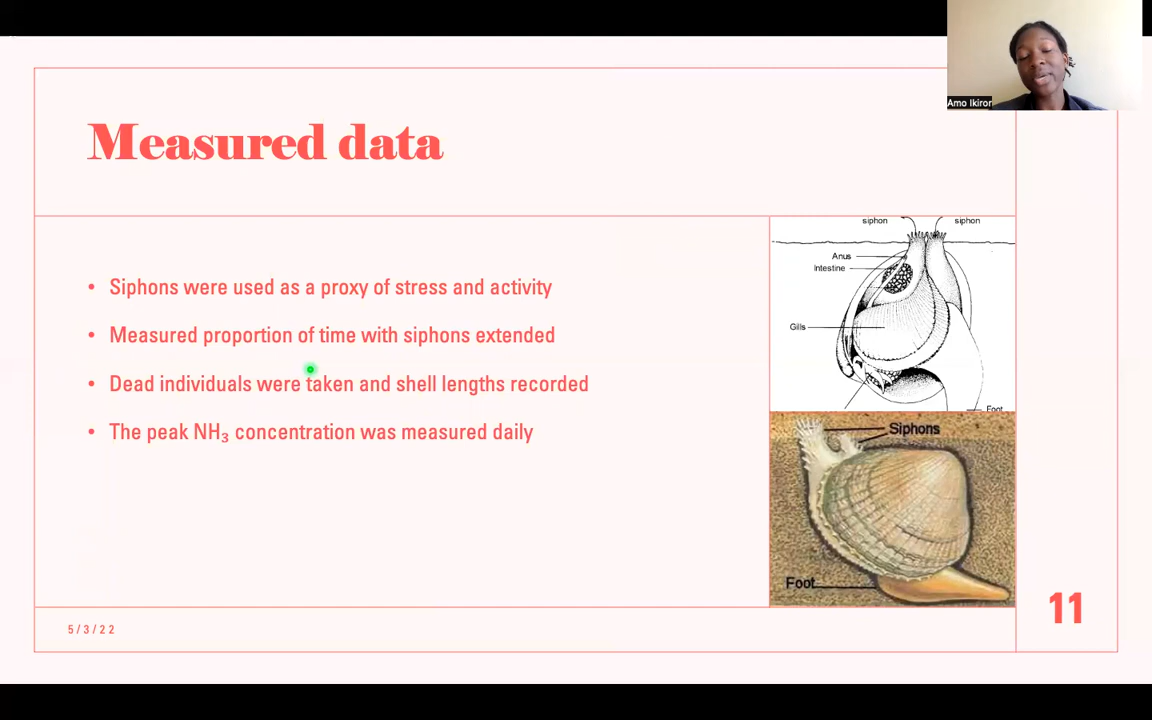 Amo Ikiror
Measured data
• Siphons were used as a proxy of stress and activity
• Measured proportion of time with siphons extended
• Dead individuals were taken and shell lengths recorded
• The peak NH₃ concentration was measured daily
siphon siphon
Anus
intestine
Gills
Foot
Siphons
Foot
5/3/22
11